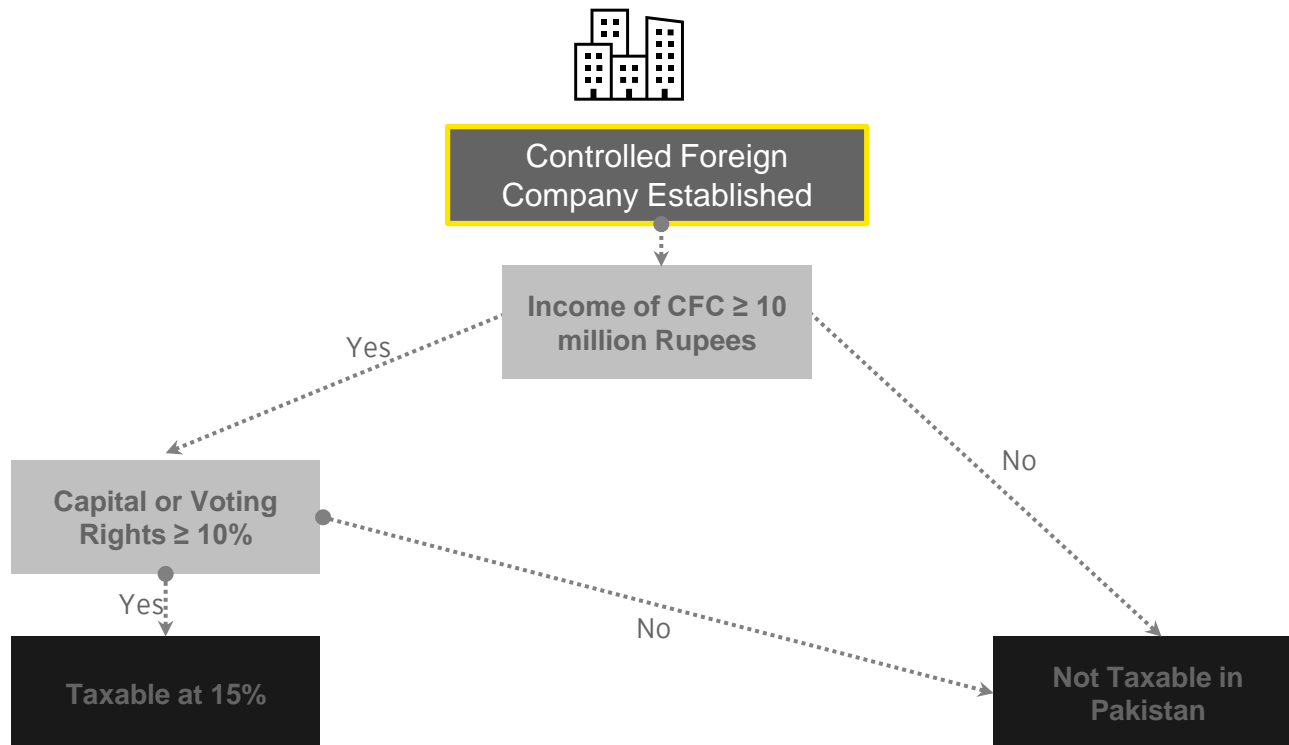 Controlled Foreign
Company Established
Income of CFC ≥ 10
million Rupees
Yes
No
Capital or Voting
Rights ≥ 10%
Yes
No
Taxable at 15%
Not Taxable in
Pakistan